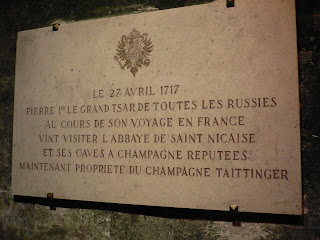 LE 27 AVRIL 1717
PIERRE 1ER LE GRAND TSAR DE TOUTES LES RUSSIES
AU COURS DE SON VOYAGE EN FRANCE
VINT VISITER L'ABBAYE DE SAINT NICAISE
ET SES CAVES A CHAMPAGNE REPUTEES
MAINTENANT PROPRIETE DU CHAMPAGNE TAITTINGER